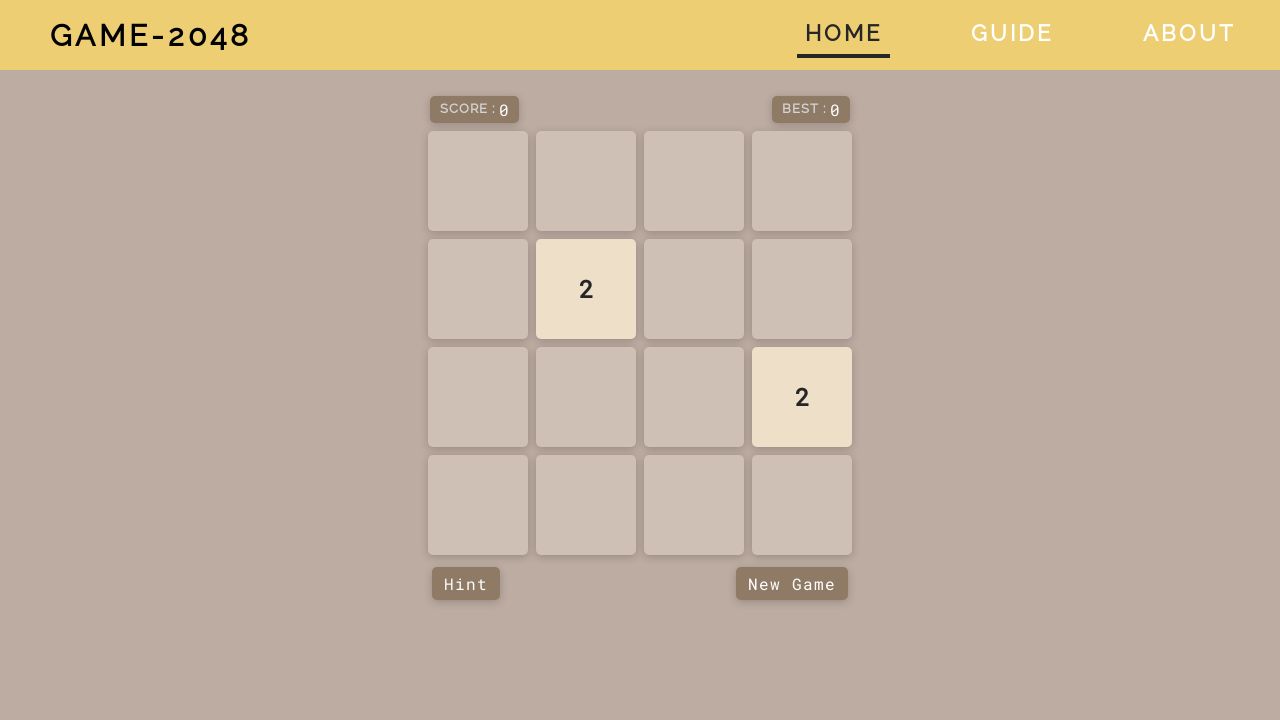 GAME-2048
HOME GUIDE ABOUT
SCORE : 0
BEST : 0
2
2
Hint
New Game